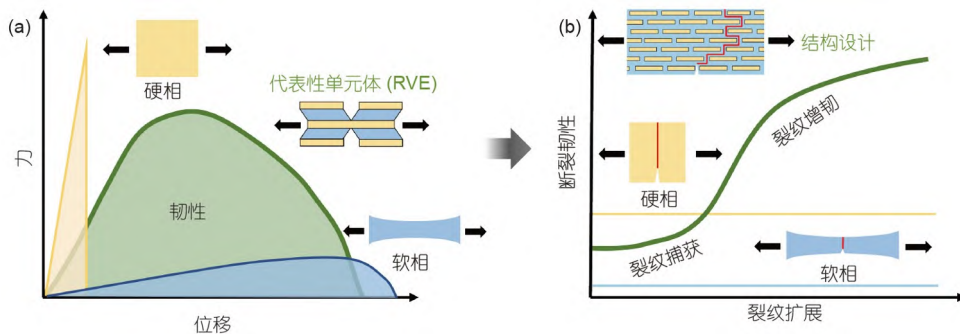 (a)
硬相
代表性单元体 (RVE)
力
韧性
软相
位移
(b)
结构设计
断裂韧性
裂纹增韧
硬相
裂纹捕获
软相
裂纹扩展